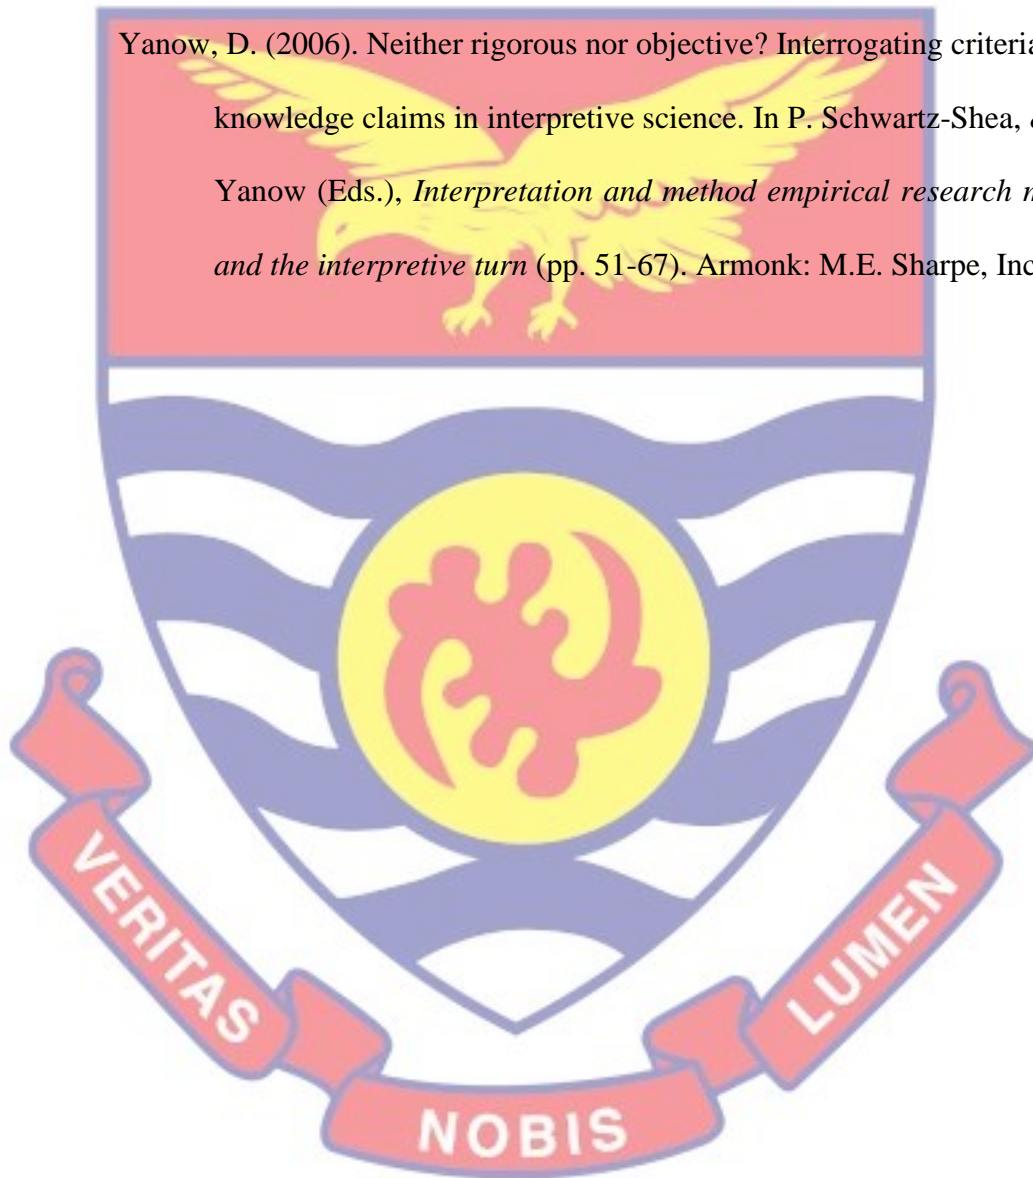 Yanow, D. (2006). Neither rigorous nor objective? Interrogating criteria
knowledge claims in interpretive science. In P. Schwartz-Shea,
Yanow (Eds.), Interpretation and method empirical research
and the interpretive turn (pp. 51-67). Armonk: M.E. Sharpe, Inc
VERITAS
NOBIS
LUMEN